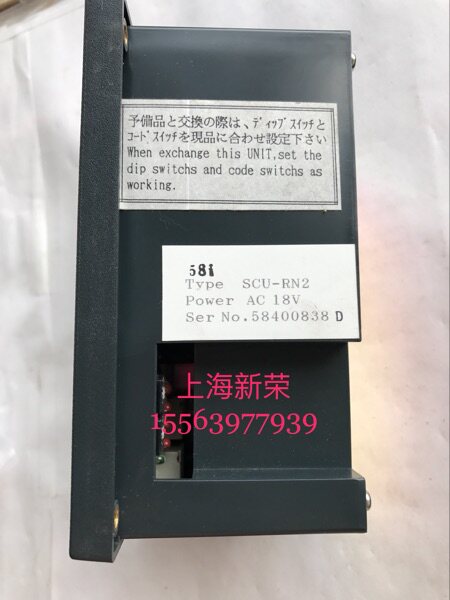 予備品と交換の際は、ディップスイッチと
コードスイッチを現品に合わせ設定下さい
When exchange this UNIT,set the
dip switchs and code switchs as
working.
58i
Type SCU-RN2
Power AC 18V
Ser No.58400838 D
上海新荣
15563977939